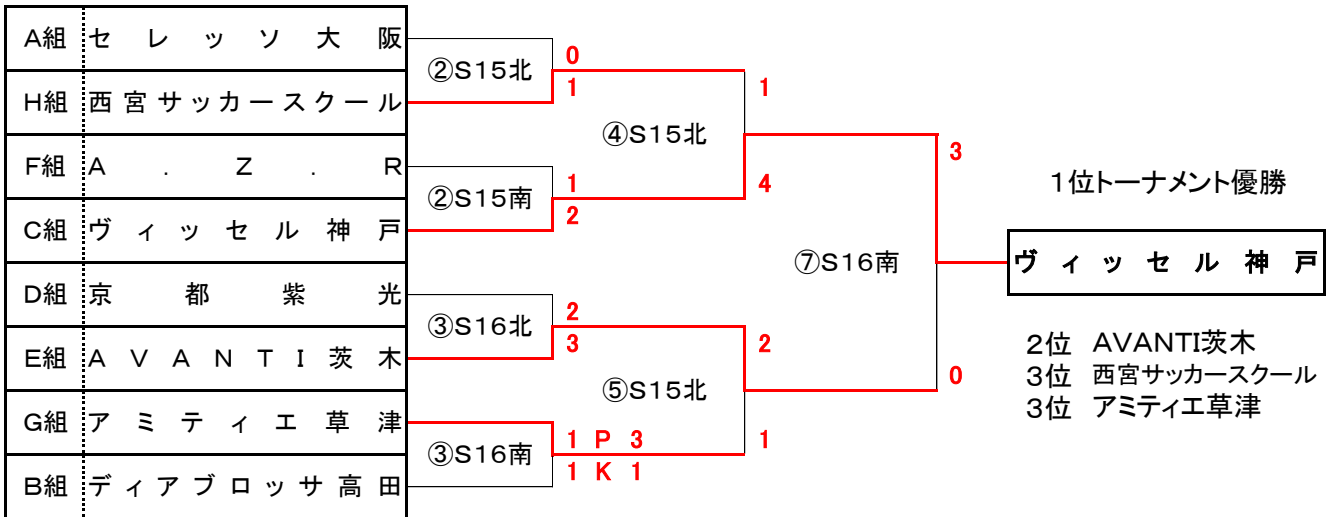 A組 セレッソ大阪
②S15北
0
1
H組 西宮サッカースクール
1
④S15北
4
F組 A.Z.R
②S15南
1
2
C組 ヴィッセル神戸
3
⑦S16南
0
1位トーナメント優勝
ヴィッセル神戸
D組 京都紫光
③S16北
2
3
E組 AVANTI茨木
2
⑤S15北
1
G組 アミティエ草津
③S16南
1 P 3
1 K 1
B組 ディアブロッサ高田
2位 AVANTI茨木
3位 西宮サッカースクール
3位 アミティエ草津